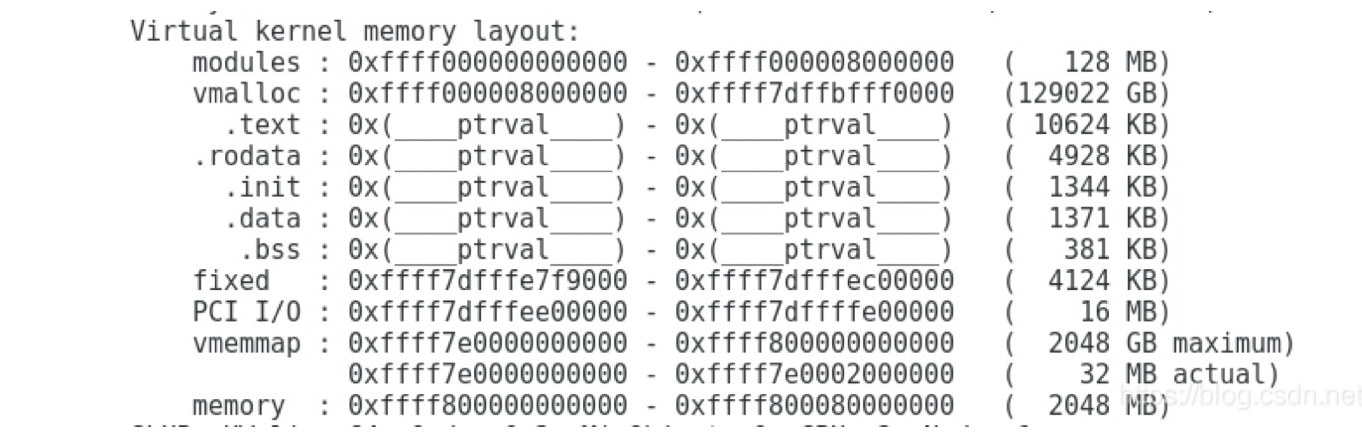 Virtual kernel memory layout:
modules : 0xffff000000000000 - 0xffff000008000000 ( 128 MB)
vmalloc : 0xffff000008000000 - 0xffff7dffbfff0000 (129022 GB)
.text : 0x(____ptrval____) - 0x(____ptrval____) ( 10624 KB)
.rodata : 0x(____ptrval____) - 0x(____ptrval____) ( 4928 KB)
.init : 0x(____ptrval____) - 0x(____ptrval____) ( 1344 KB)
.data : 0x(____ptrval____) - 0x(____ptrval____) ( 1371 KB)
.bss : 0x(____ptrval____) - 0x(____ptrval____) ( 381 KB)
fixed : 0xffff7dfffe7f9000 - 0xffff7dfffec00000 ( 4124 KB)
PCI I/O : 0xffff7dfffee00000 - 0xffff7dffffe00000 ( 16 MB)
vmemmap : 0xffff7e0000000000 - 0xffff800000000000 ( 2048 GB maximum)
0xffff7e0000000000 - 0xffff7e0002000000 ( 32 MB actual)
memory : 0xffff800000000000 - 0xffff800080000000 ( 2048 MB)
https://blog.csdn.net